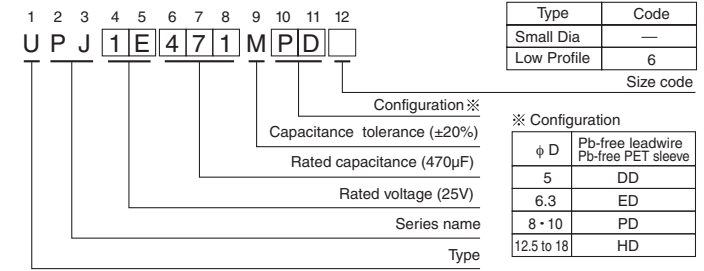 1 2 3 4 5 6 7 8 9 10 11 12
U P J 1 E 4 7 1 M P D
Type Code
Small Dia —
Low Profile 6
Size code
Configuration※
Capacitance tolerance (±20%)
Rated capacitance (470µF)
Rated voltage (25V)
Series name
Type
※ Configuration
ϕ D Pb-free leadwire
Pb-free PET sleeve
5 DD
6.3 ED
8・10 PD
12.5 to 18 HD